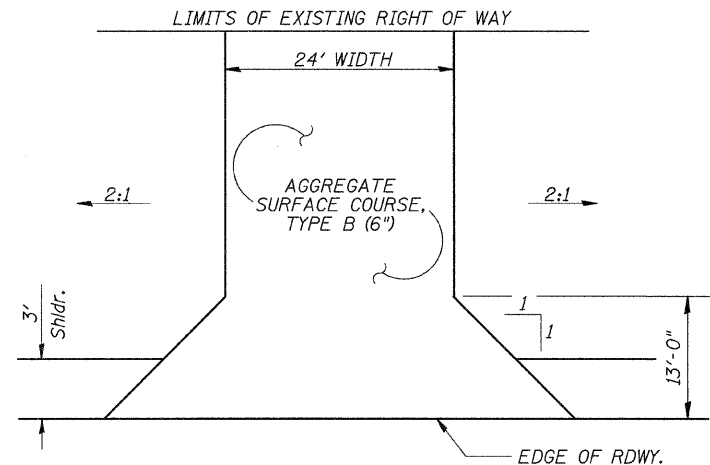 LIMITS OF EXISTING RIGHT OF WAY
24' WIDTH
2:1
AGGREGATE
SURFACE COURSE,
TYPE B (6")
2:1
3'
Shldr.
1
1
13'-0"
EDGE OF RDWY.